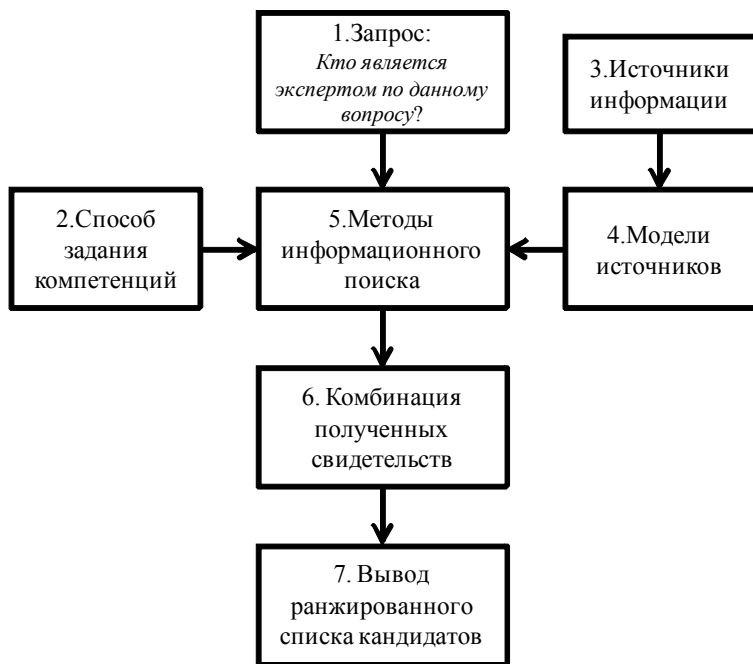 1.Запрос:
Кто является
экспертом по данному
вопросу?
3.Источники
информации
2.Способ
задания
компетенций
5.Методы
информационного
поиска
4.Модели
источников
6. Комбинация
полученных
свидетельств
7. Вывод
ранжированного
списка кандидатов